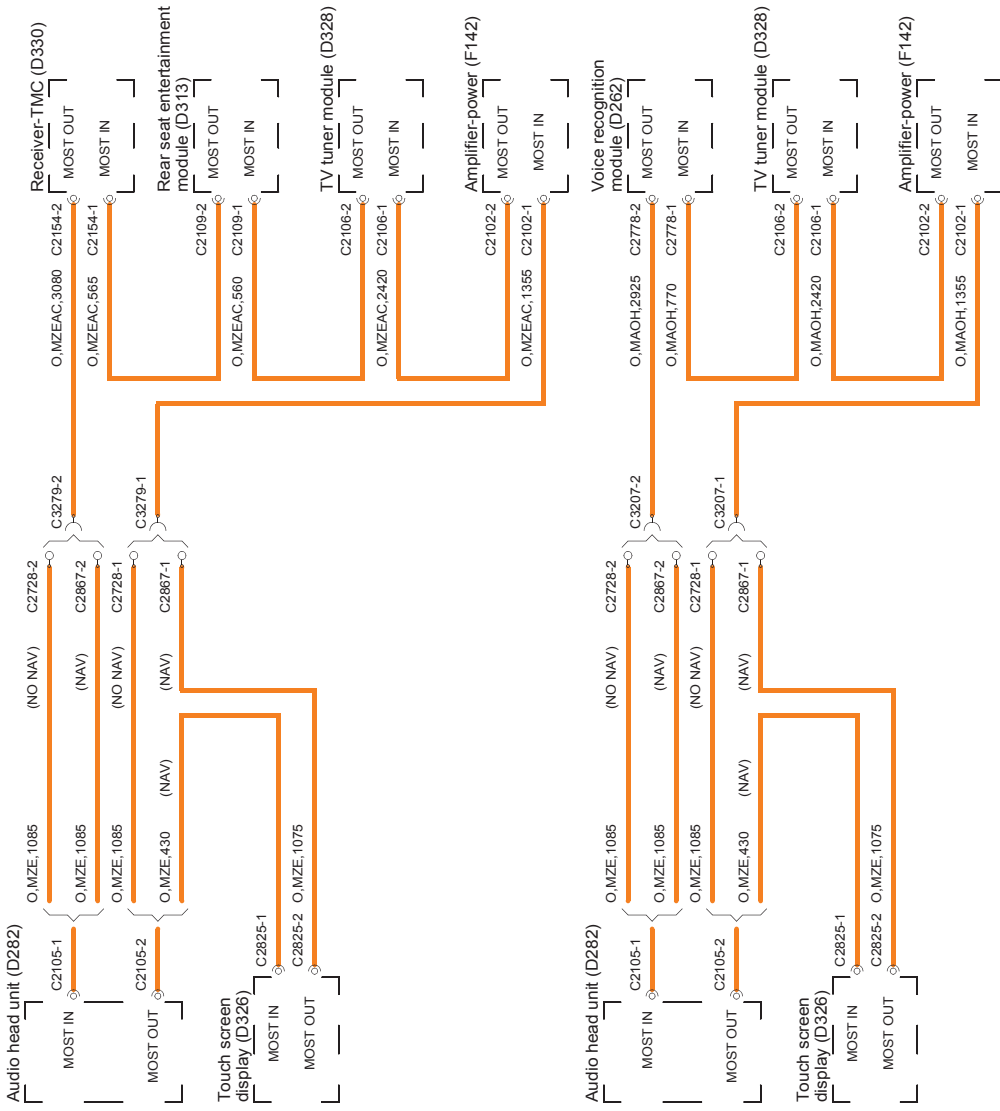 Receiver-TMC (D330)
MOST OUT
MOST IN
C2154-2
C2154-1
O,MZEAC,3080
O,MZEAC,565
Rear seat entertainment
module (D313)
MOST OUT
MOST IN
C2109-2
C2109-1
O,MZEAC,560
TV tuner module (D328)
MOST OUT
MOST IN
C2106-2
C2106-1
O,MZEAC,2420
Amplifier-power (F142)
MOST OUT
MOST IN
C2102-2
C2102-1
O,MZEAC,1355
C3279-2
C3279-1
C2728-2
C2867-2
C2728-1
C2867-1
(NO NAV)
(NAV)
(NO NAV)
(NAV)
(NAV)
O,MZE,1085
O,MZE,1085
O,MZE,1085
O,MZE,430
O,MZE,1075
Audio head unit (D282)
C2105-1
C2105-2
MOST IN
MOST OUT
C2825-1
C2825-2
Touch screen
display (D326)
MOST IN
MOST OUT
Voice recognition
module (D262)
MOST OUT
MOST IN
C2778-2
C2778-1
O,MAOH,2925
O,MAOH,770
TV tuner module (D328)
MOST OUT
MOST IN
C2106-2
C2106-1
O,MAOH,2420
Amplifier-power (F142)
MOST OUT
MOST IN
C2102-2
C2102-1
O,MAOH,1355
C3207-2
C3207-1
C2728-2
C2867-2
C2728-1
C2867-1
(NO NAV)
(NAV)
(NO NAV)
(NAV)
(NAV)
O,MZE,1085
O,MZE,1085
O,MZE,1085
O,MZE,430
O,MZE,1075
Audio head unit (D282)
C2105-1
C2105-2
MOST IN
MOST OUT
C2825-1
C2825-2
Touch screen
display (D326)
MOST IN
MOST OUT